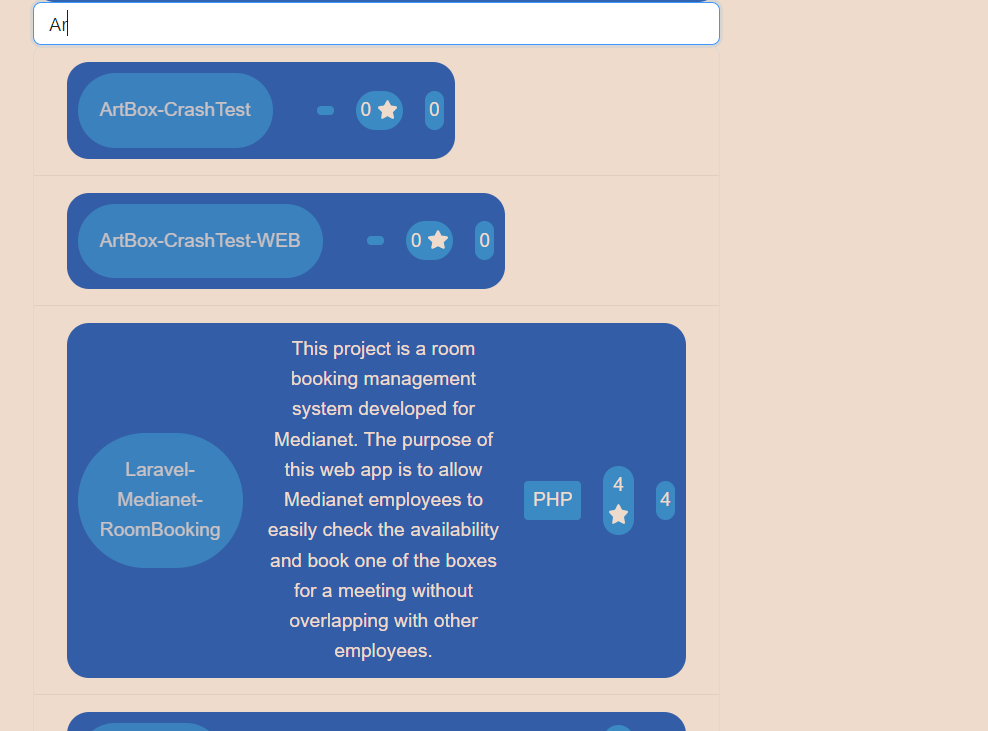 Ar
ArtBox-CrashTest 0 0
ArtBox-CrashTest-WEB 0 0
Laravel-
Medianet-
RoomBooking
This project is a room
booking management
system developed for
Medianet. The purpose of
this web app is to allow
Medianet employees to
easily check the availability
and book one of the boxes
for a meeting without
overlapping with other
employees.
PHP
4
4